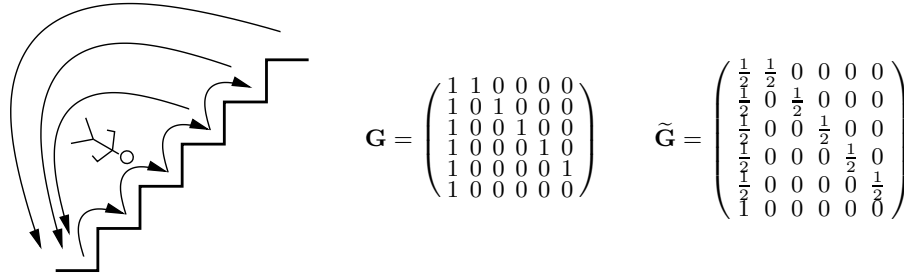 G = ( 1 1 0 0 0 0
1 0 1 0 0 0
1 0 0 1 0 0
1 0 0 0 1 0
1 0 0 0 0 1
1 0 0 0 0 0 )
G̃ = ( 1/2 1/2 0 0 0 0
1/2 0 1/2 0 0 0
1/2 0 0 1/2 0 0
1/2 0 0 0 1/2 0
1/2 0 0 0 0 1/2
1 0 0 0 0 0 )